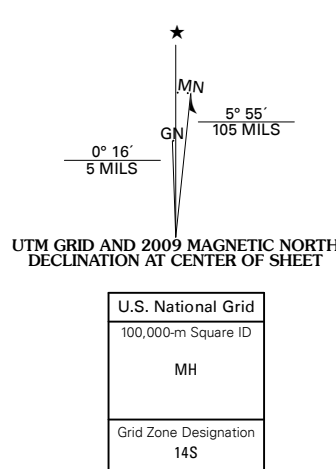 ★
MN
GN
5° 55´
105 MILS
0° 16´
5 MILS
UTM GRID AND 2009 MAGNETIC NORTH
DECLINATION AT CENTER OF SHEET
U.S. National Grid
100,000-m Square ID
MH
Grid Zone Designation
14S